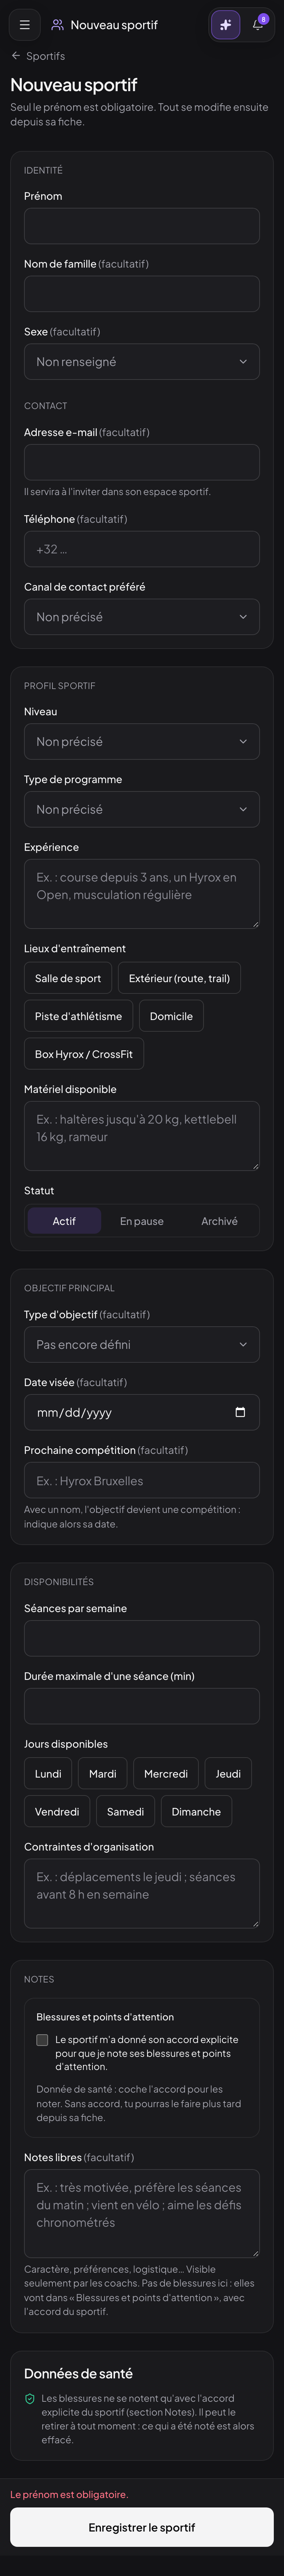 Nouveau sportif
8
Sportifs
Nouveau sportif
Seul le prénom est obligatoire. Tout se modifie ensuite
depuis sa fiche.
IDENTITÉ
Prénom
Nom de famille (facultatif)
Sexe (facultatif)
Non renseigné
CONTACT
Adresse e-mail (facultatif)
Il servira à l'inviter dans son espace sportif.
Téléphone (facultatif)
+32 …
Canal de contact préféré
Non précisé
PROFIL SPORTIF
Niveau
Non précisé
Type de programme
Non précisé
Expérience
Ex. : course depuis 3 ans, un Hyrox en
Open, musculation régulière
Lieux d'entraînement
Salle de sport
Extérieur (route, trail)
Piste d'athlétisme
Domicile
Box Hyrox / CrossFit
Matériel disponible
Ex. : haltères jusqu'à 20 kg, kettlebell
16 kg, rameur
Statut
Actif
En pause
Archivé
OBJECTIF PRINCIPAL
Type d'objectif (facultatif)
Pas encore défini
Date visée (facultatif)
mm/dd/yyyy
Prochaine compétition (facultatif)
Ex. : Hyrox Bruxelles
Avec un nom, l'objectif devient une compétition :
indique alors sa date.
DISPONIBILITÉS
Séances par semaine
Durée maximale d'une séance (min)
Jours disponibles
Lundi
Mardi
Mercredi
Jeudi
Vendredi
Samedi
Dimanche
Contraintes d'organisation
Ex. : déplacements le jeudi ; séances
avant 8 h en semaine
NOTES
Blessures et points d'attention
Le sportif m'a donné son accord explicite
pour que je note ses blessures et points
d'attention.
Donnée de santé : coche l'accord pour les
noter. Sans accord, tu pourras le faire plus tard
depuis sa fiche.
Notes libres (facultatif)
Ex. : très motivée, préfère les séances
du matin ; vient en vélo ; aime les défis
chronométrés
Caractère, préférences, logistique… Visible
seulement par les coachs. Pas de blessures ici : elles
vont dans « Blessures et points d'attention », avec
l'accord du sportif.
Données de santé
Les blessures ne se notent qu'avec l'accord
explicite du sportif (section Notes). Il peut le
retirer à tout moment : ce qui a été noté est alors
effacé.
Le prénom est obligatoire.
Enregistrer le sportif